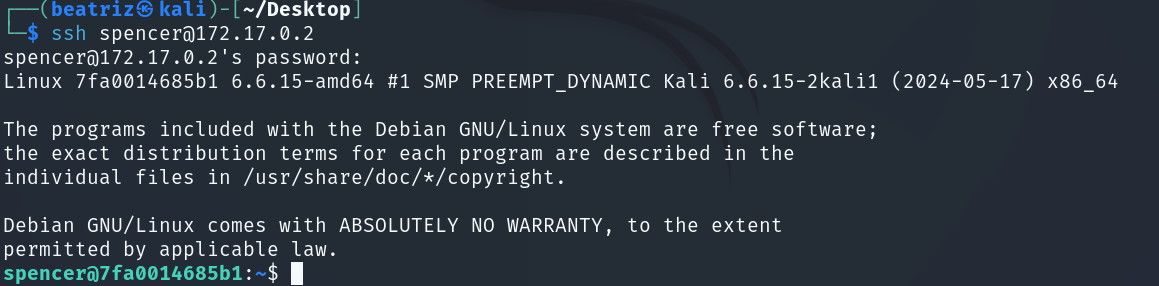 ┌──(beatriz㉿kali)-[~/Desktop]
└─$ ssh spencer@172.17.0.2
spencer@172.17.0.2's password:
Linux 7fa0014685b1 6.6.15-amd64 #1 SMP PREEMPT_DYNAMIC Kali 6.6.15-2kali1 (2024-05-17) x86_64
The programs included with the Debian GNU/Linux system are free software;
the exact distribution terms for each program are described in the
individual files in /usr/share/doc/*/copyright.
Debian GNU/Linux comes with ABSOLUTELY NO WARRANTY, to the extent
permitted by applicable law.
spencer@7fa0014685b1:~$